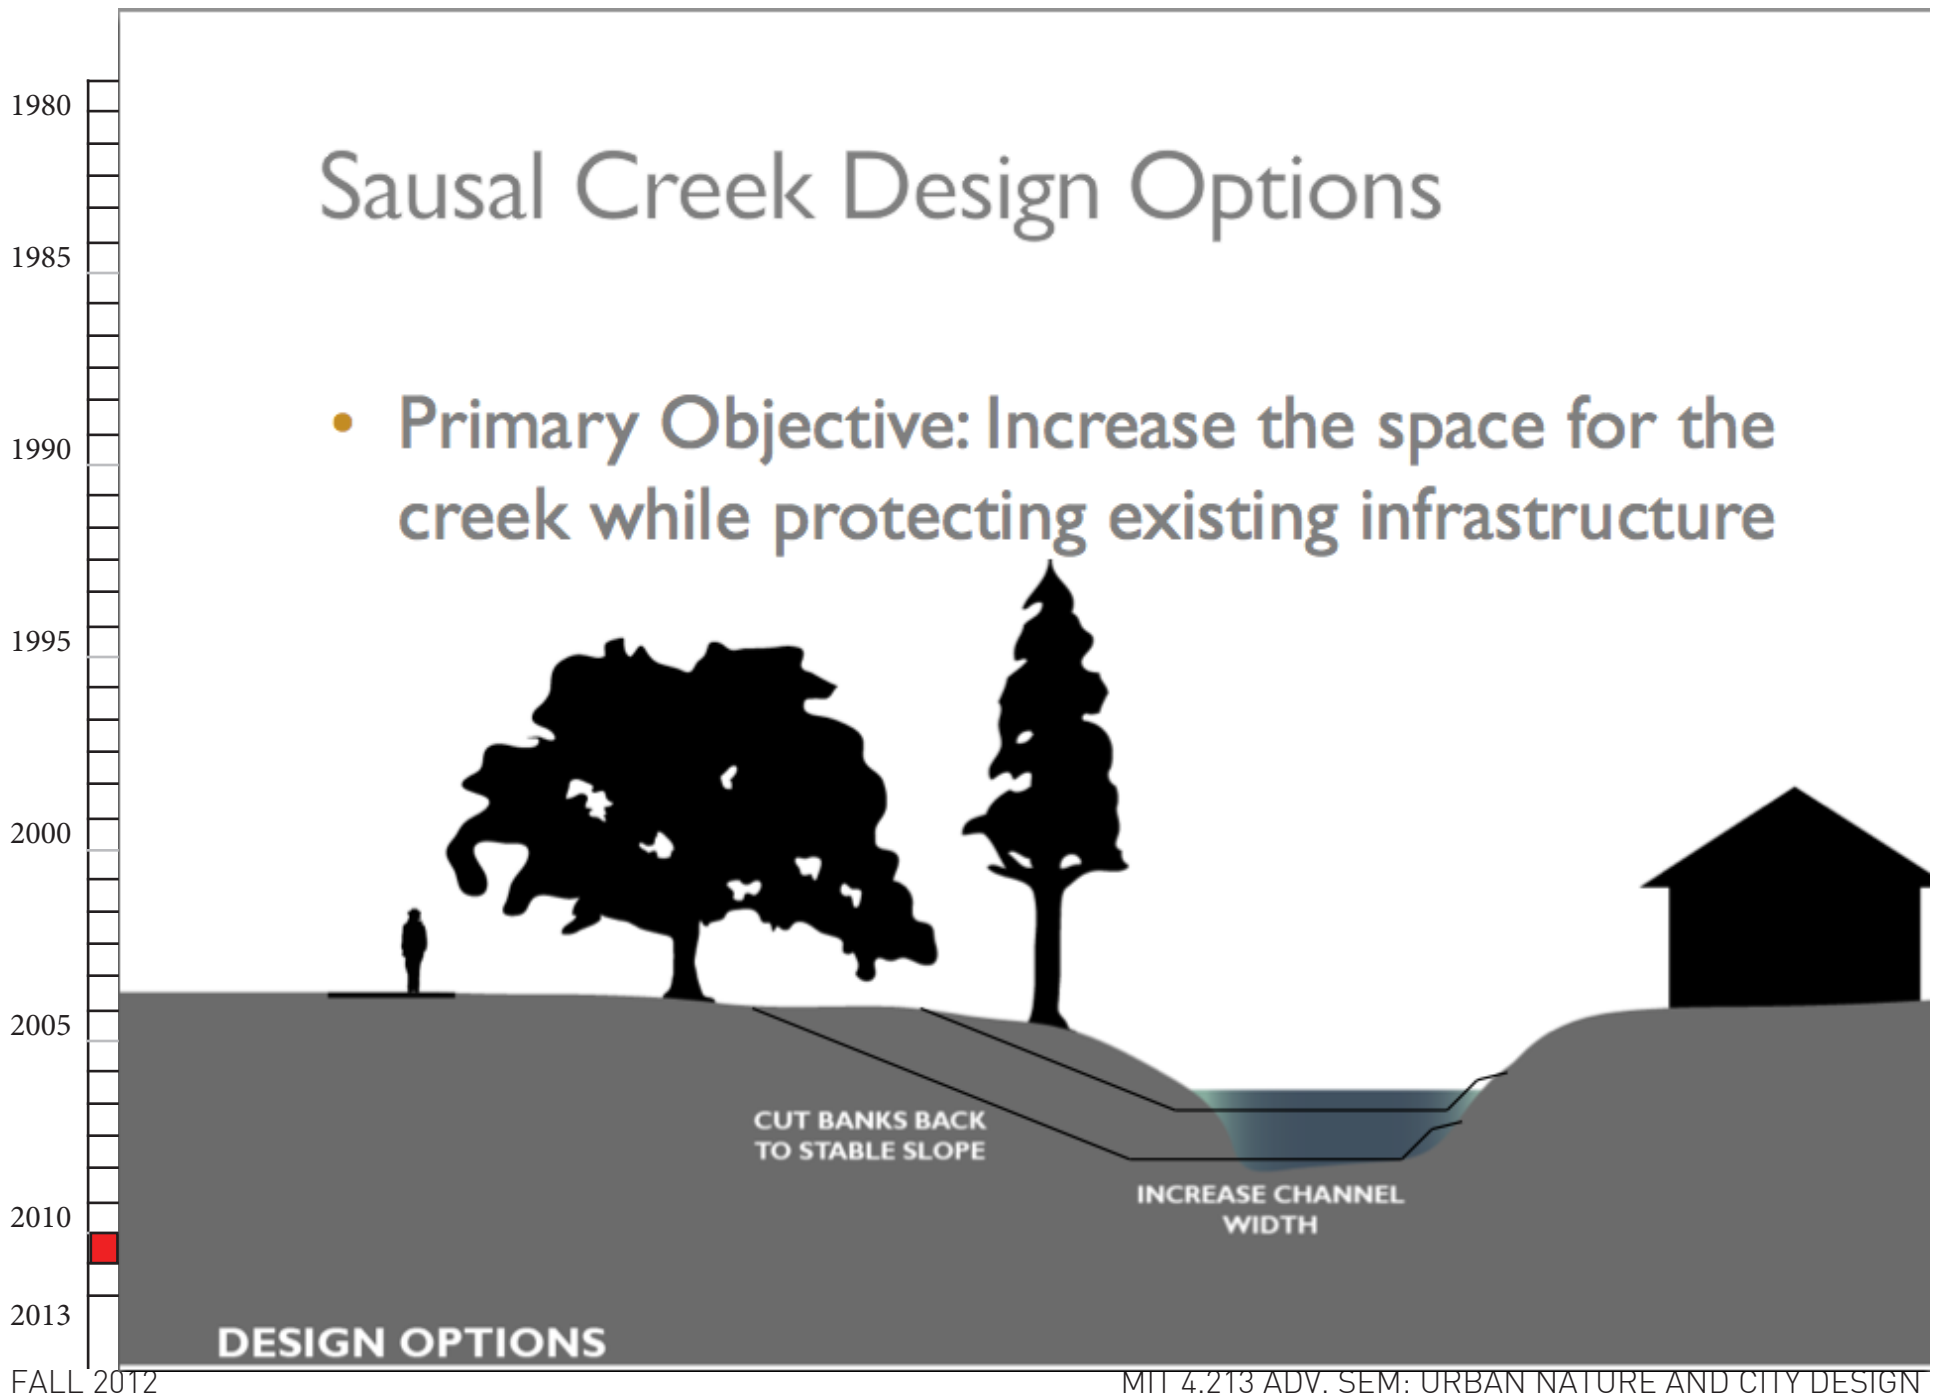 1980
1985
1990
1995
2000
2005
2010
2013
Sausal Creek Design Options
• Primary Objective: Increase the space for the
creek while protecting existing infrastructure
CUT BANKS BACK
TO STABLE SLOPE
INCREASE CHANNEL
WIDTH
DESIGN OPTIONS
FALL 2012
MIT 4.213 ADV. SEM: URBAN NATURE AND CITY DESIGN